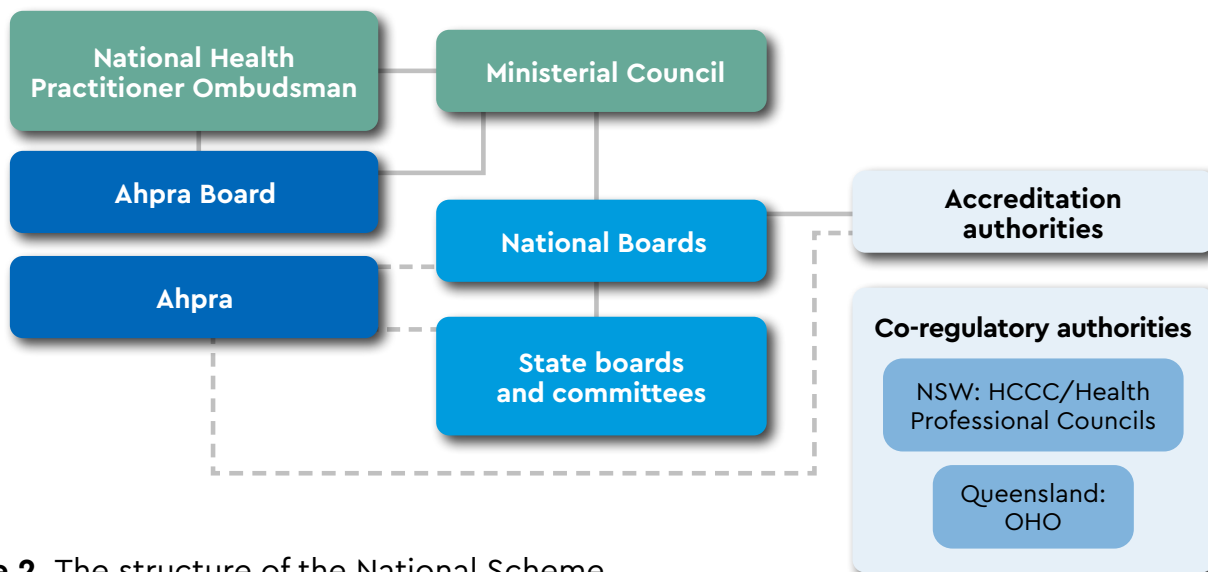 National Health
Practitioner Ombudsman
Ministerial Council
Ahpra Board
National Boards
Accreditation
authorities
Ahpra
State boards
and committees
Co-regulatory authorities
NSW: HCCC/Health
Professional Councils
Queensland:
OHO
2. The structure of the National Scheme